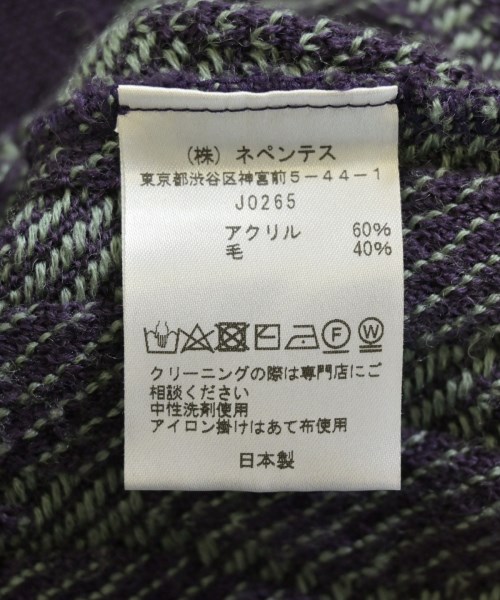 （株）ネペンテス
東京都渋谷区神宮前5－44－1
J0265
アクリル 60%
毛 40%
F
W
クリーニングの際は専門店にご
相談ください
中性洗剤使用
アイロン掛けはあて布使用
日本製